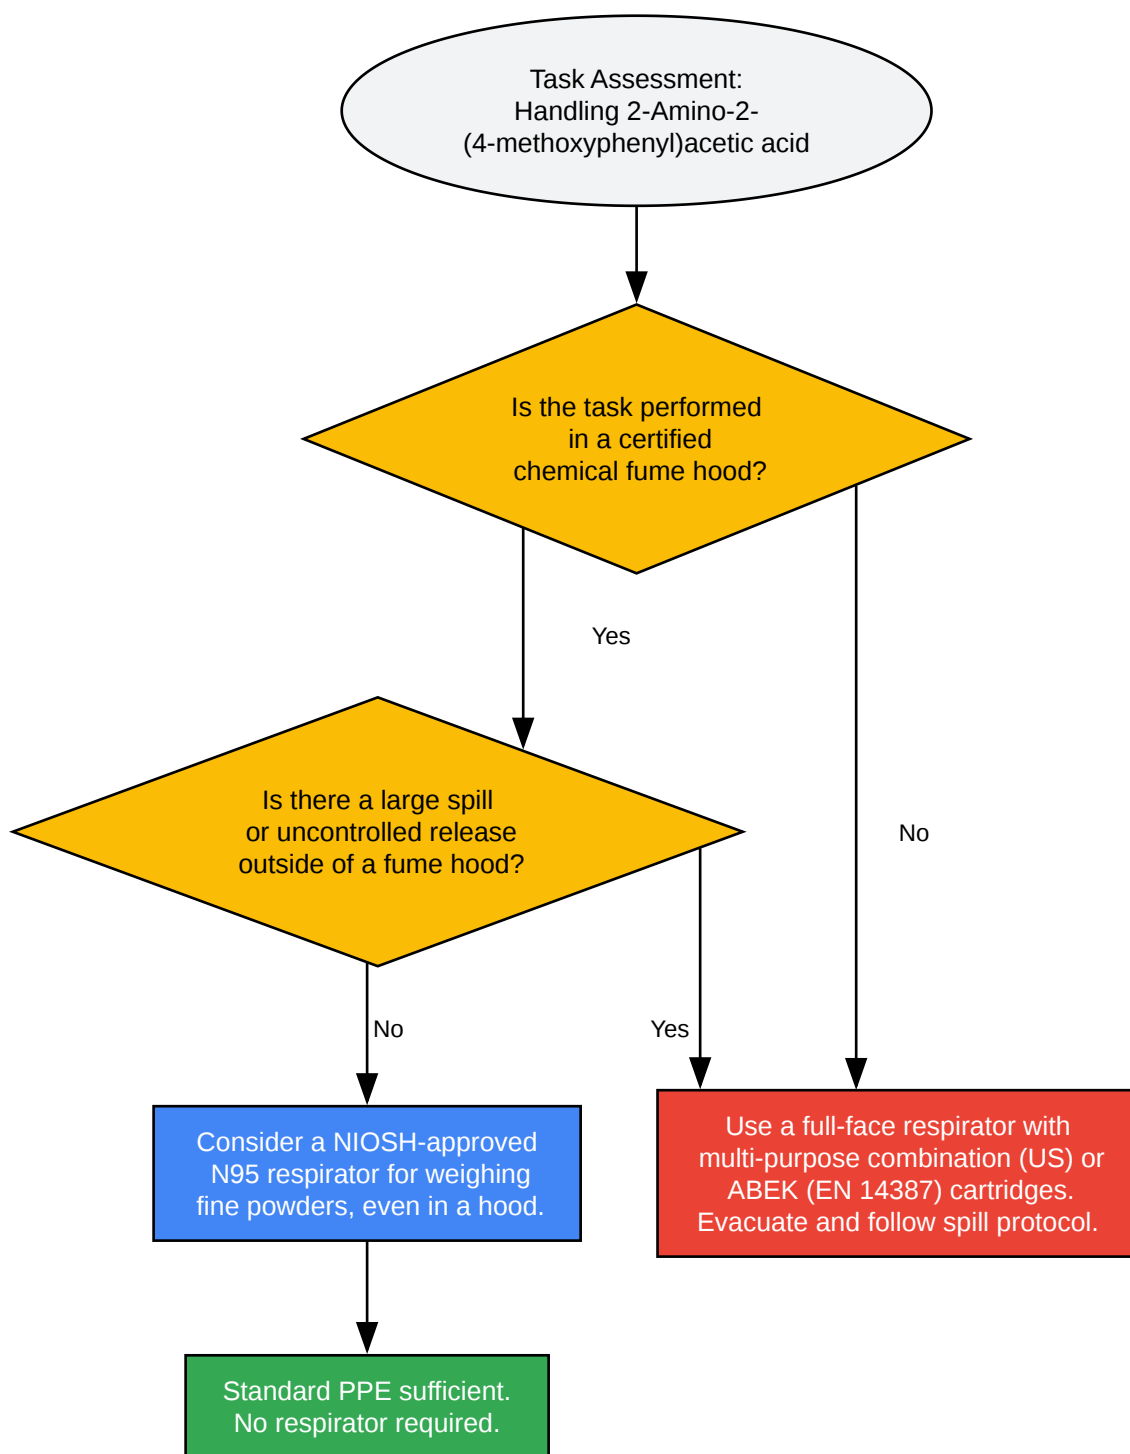 Task Assessment:
Handling 2-Amino-2-
(4-methoxyphenyl)acetic acid
Is the task performed
in a certified
chemical fume hood?
Yes
Is there a large spill
or uncontrolled release
outside of a fume hood?
No
No
Yes
Consider a NIOSH-approved
N95 respirator for weighing
fine powders, even in a hood.
Use a full-face respirator with
multi-purpose combination (US) or
ABEK (EN 14387) cartridges.
Evacuate and follow spill protocol.
Standard PPE sufficient.
No respirator required.